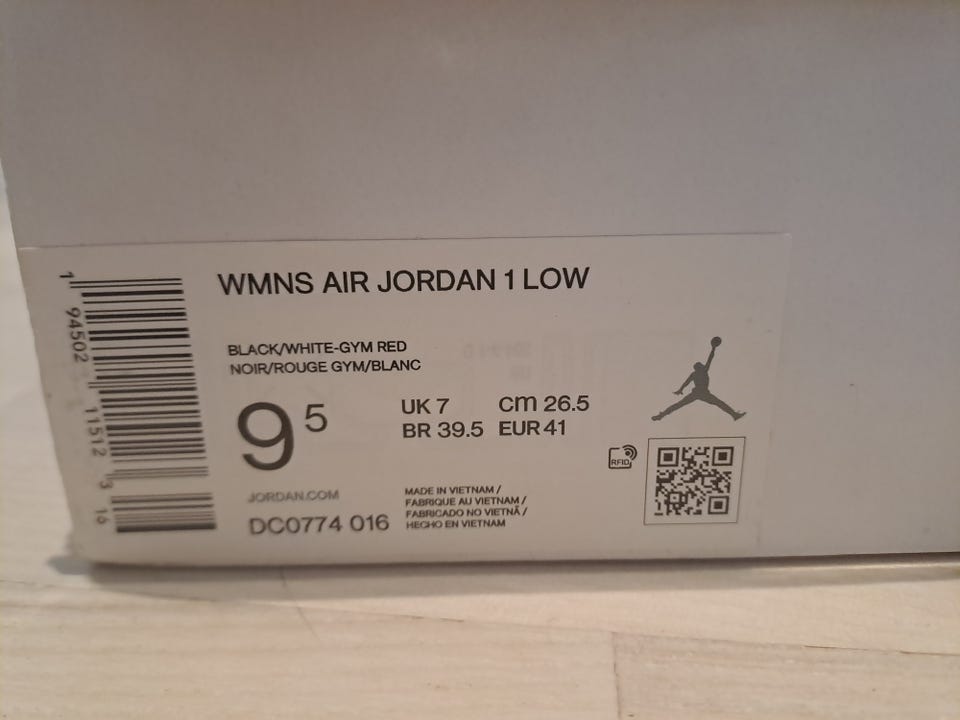 WMNS AIR JORDAN 1 LOW
BLACK/WHITE-GYM RED
NOIR/ROUGE GYM/BLANC
9 5
UK 7 cm 26.5
BR 39.5 EUR 41
JORDAN.COM
DC0774 016
MADE IN VIETNAM /
FABRIQUE AU VIETNAM /
FABRICADO NO VIETNÃ /
HECHO EN VIETNAM
RFID
1 94502 11512 3 16